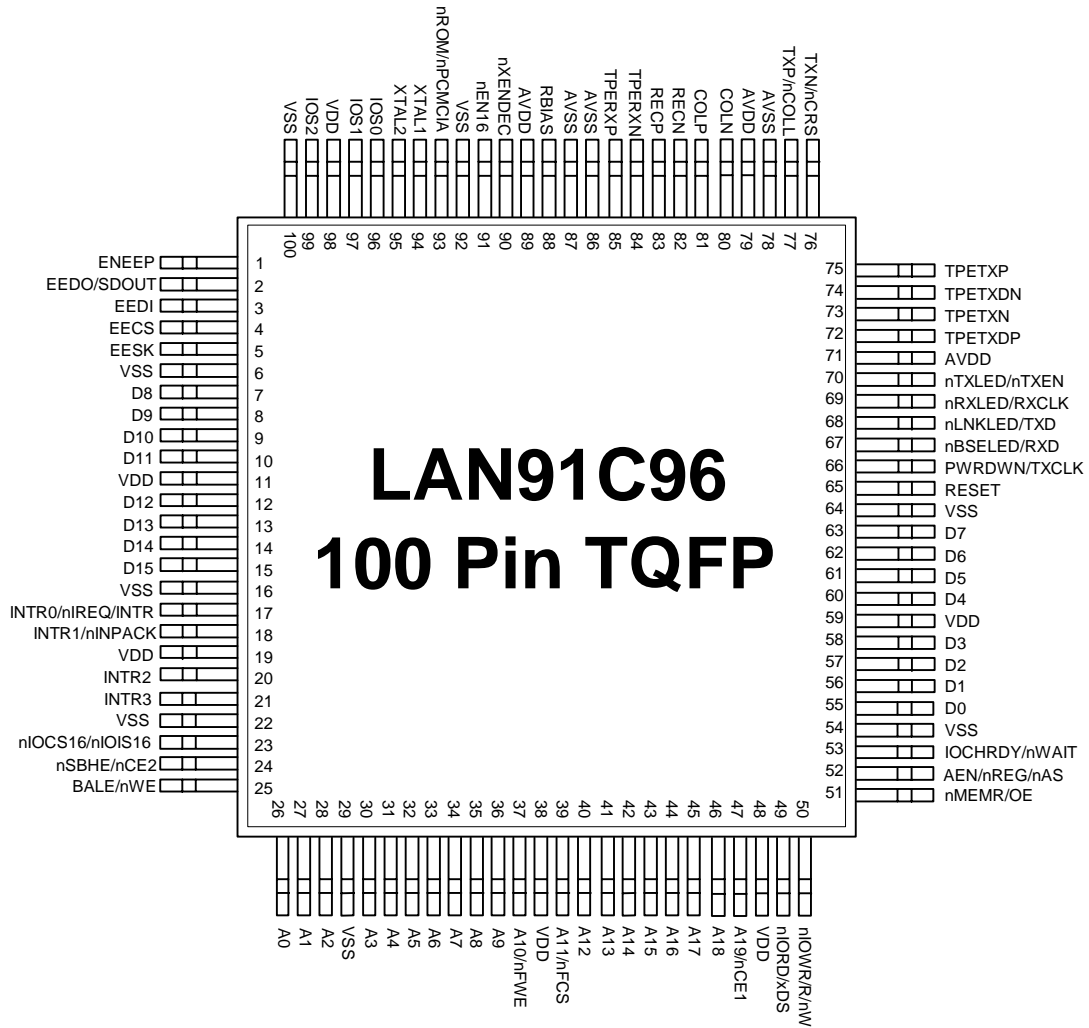 VSS
IOS2
VDD
IOS1
IOS0
XTAL2
XTAL1
nROM/nPCMCIA
VSS
nEN16
nXENDEC
AVDD
RBIAS
AVSS
AVSS
TPERXP
TPERXN
RECP
RECN
COLP
COLN
AVDD
AVSS
TXP/nCOLL
TXN/nCRS
100
99
98
97
96
95
94
93
92
91
90
89
88
87
86
85
84
83
82
81
80
79
78
77
76
ENEEP 1
EEDO/SDOUT 2
EEDI 3
EECS 4
EESK 5
VSS 6
D8 7
D9 8
D10 9
D11 10
VDD 11
D12 12
D13 13
D14 14
D15 15
VSS 16
INTR0/nIREQ/INTR 17
INTR1/nINPACK 18
VDD 19
INTR2 20
INTR3 21
VSS 22
nIOCS16/nIOIS16 23
nSBHE/nCE2 24
BALE/nWE 25
LAN91C96
100 Pin TQFP
75 TPETXP
74 TPETXDN
73 TPETXN
72 TPETXDP
71 AVDD
70 nTXLED/nTXEN
69 nRXLED/RXCLK
68 nLNKLED/TXD
67 nBSELED/RXD
66 PWRDWN/TXCLK
65 RESET
64 VSS
63 D7
62 D6
61 D5
60 D4
59 VDD
58 D3
57 D2
56 D1
55 D0
54 VSS
53 IOCHRDY/nWAIT
52 AEN/nREG/nAS
51 nMEMR/OE
26
27
28
29
30
31
32
33
34
35
36
37
38
39
40
41
42
43
44
45
46
47
48
49
50
A0
A1
A2
VSS
A3
A4
A5
A6
A7
A8
A9
A10/nFWE
VDD
A11/nFCS
A12
A13
A14
A15
A16
A17
A18
A19/nCE1
VDD
nIORD/xDS
nIOWR/R/nW